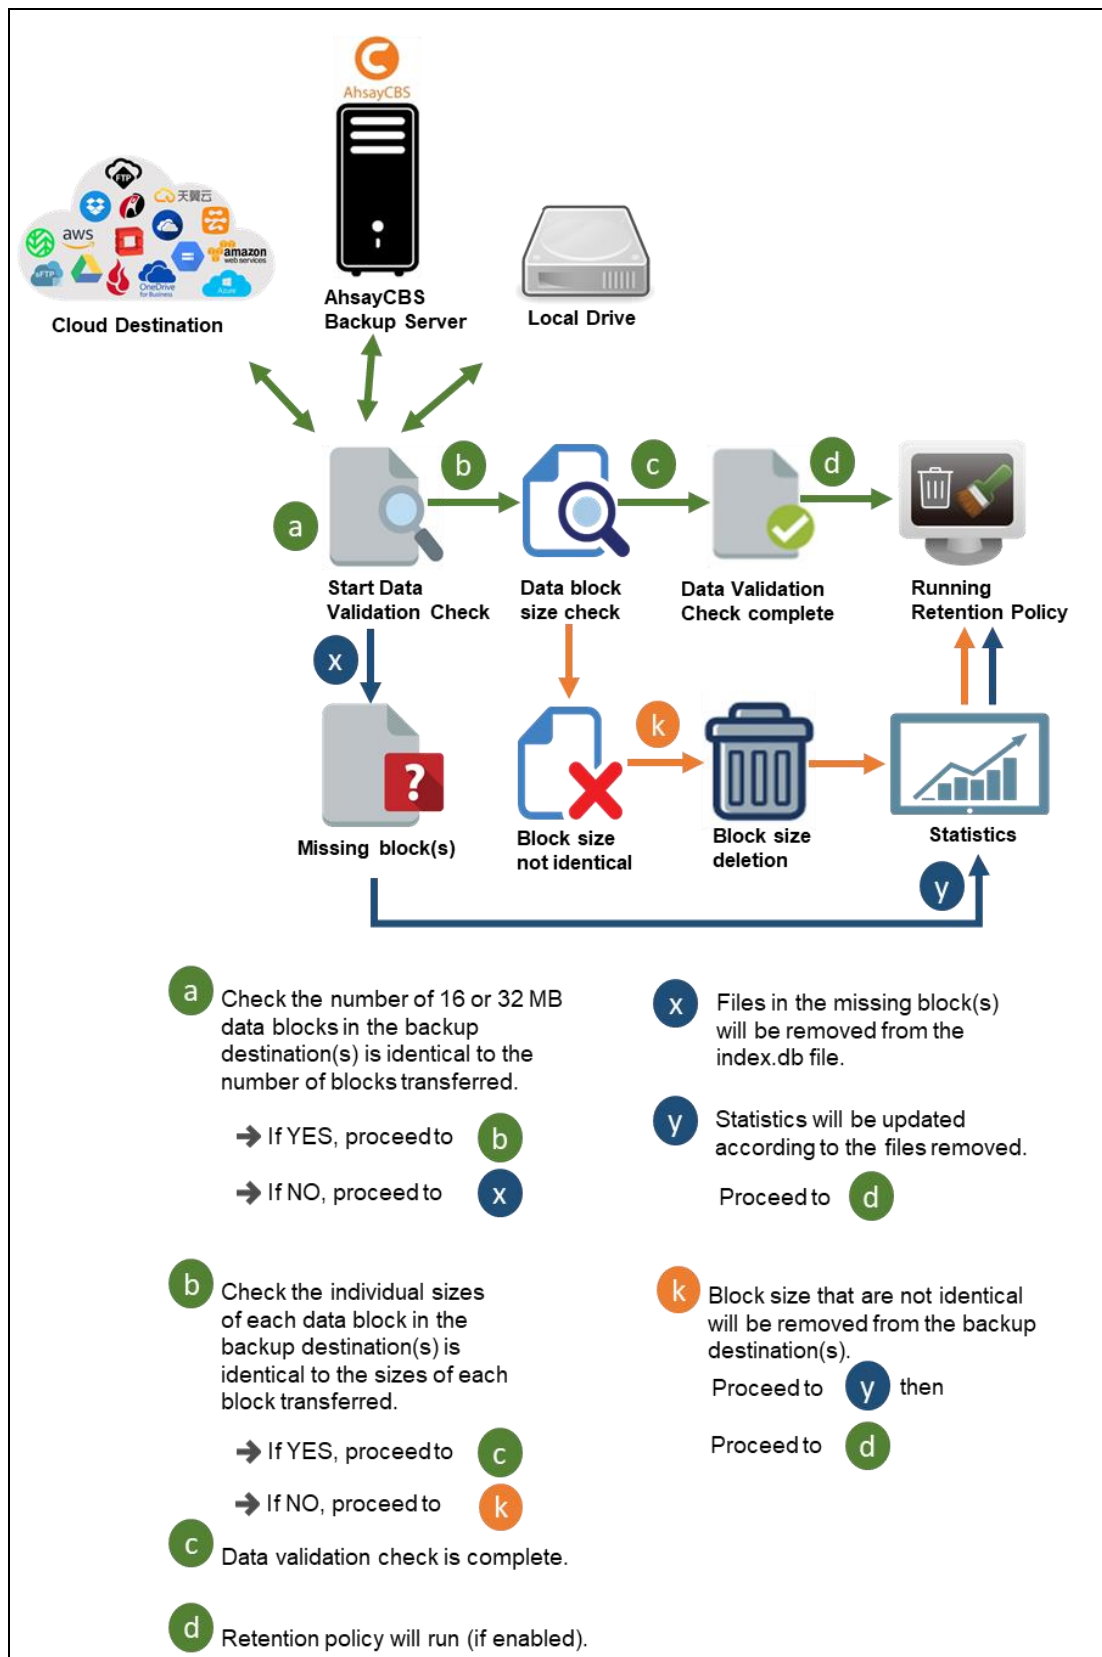 AhsayCBS
FTP
天翼云
aws
amazon
web services
eFTP
OneDrive
for Business
Azure
AhsayCBS
Backup Server
Cloud Destination
Local Drive
b
c
d
a
Start Data
Validation Check
Data block
size check
Data Validation
Check complete
Running
Retention Policy
x
k
?
Missing block(s)
Block size
not identical
Block size
deletion
Statistics
y
a
Check the number of 16 or 32 MB
data blocks in the backup
destination(s) is identical to the
number of blocks transferred.
➔ If YES, proceed to b
➔ If NO, proceed to x
b
Check the individual sizes
of each data block in the
backup destination(s) is
identical to the sizes of each
block transferred.
➔ If YES, proceed to c
➔ If NO, proceed to k
c
Data validation check is complete.
d
Retention policy will run (if enabled).
x
Files in the missing block(s)
will be removed from the
index.db file.
y
Statistics will be updated
according to the files removed.
Proceed to d
k
Block size that are not identical
will be removed from the backup
destination(s).
Proceed to y then
Proceed to d